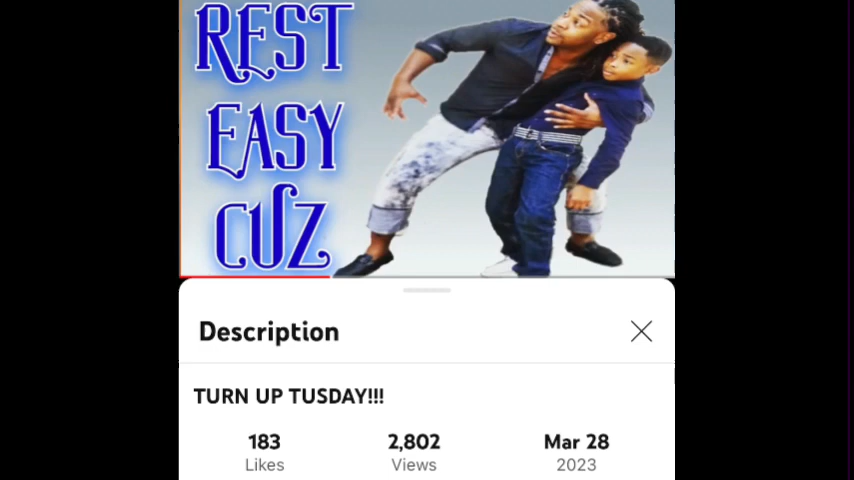 REST
EASY
CUZ
Description
TURN UP TUSDAY!!!
183
2,802
Mar 28
Likes
Views
2023